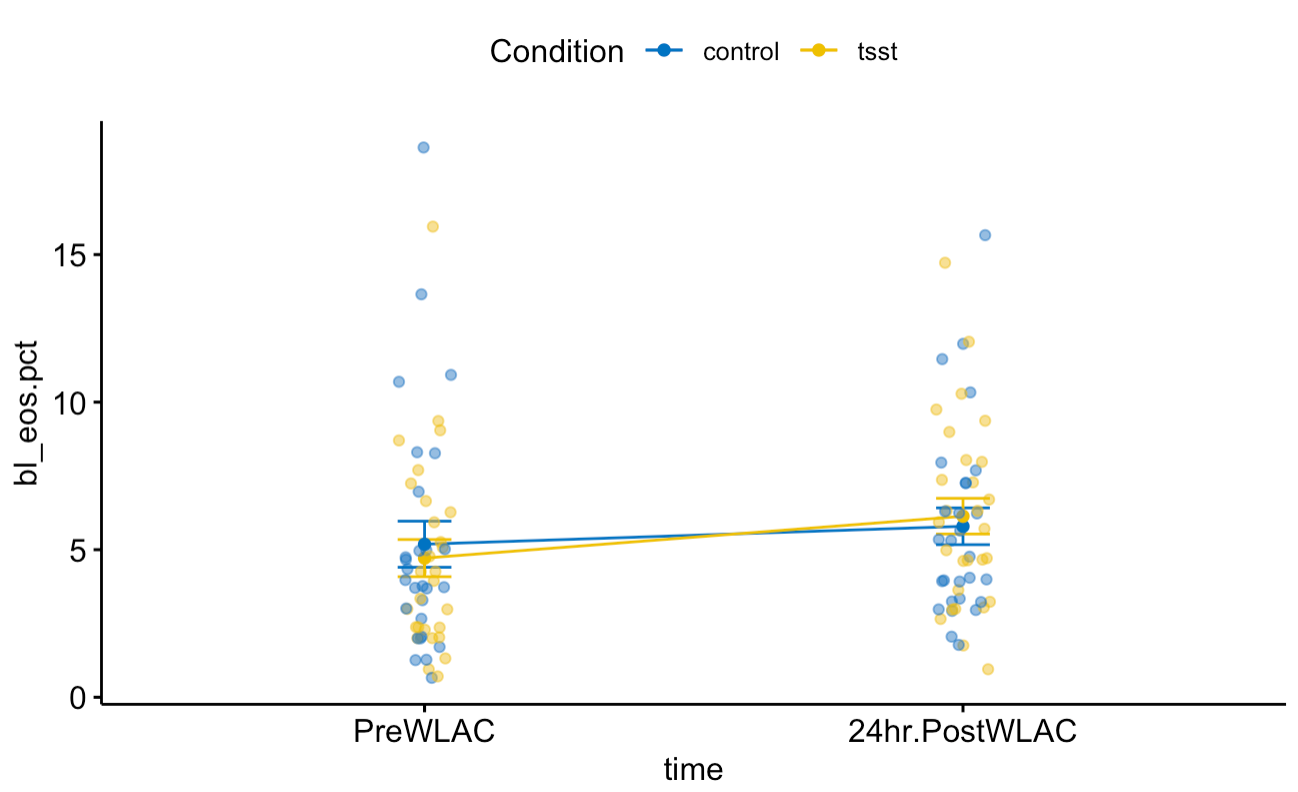 Condition control tsst
bl_eos.pct
15
10
5
0
PreWLAC 24hr.PostWLAC
time